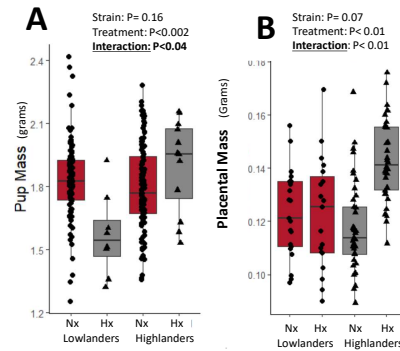 A
Strain: P= 0.16
Treatment: P<0.002
Interaction: P<0.04
Pup Mass (grams)
2.4
2.1
1.8
1.5
1.2
Nx Hx Nx Hx
Lowlanders Highlanders
B
Strain: P= 0.07
Treatment: P< 0.01
Interaction: P< 0.01
Placental Mass (Grams)
0.18
0.16
0.14
0.12
0.10
Nx Hx Nx Hx
Lowlanders Highlanders